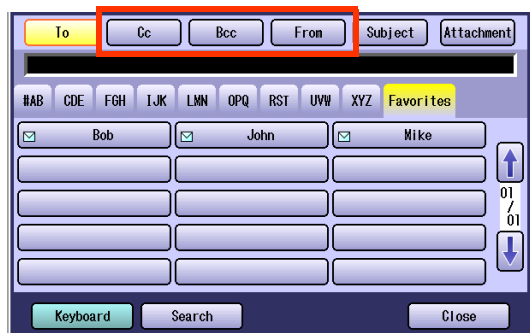 To Cc Bcc From Subject Attachment
#AB CDE FGH IJK LMN OPQ RST UVW XYZ Favorites
Bob John Mike
01
/
01
Keyboard Search Close